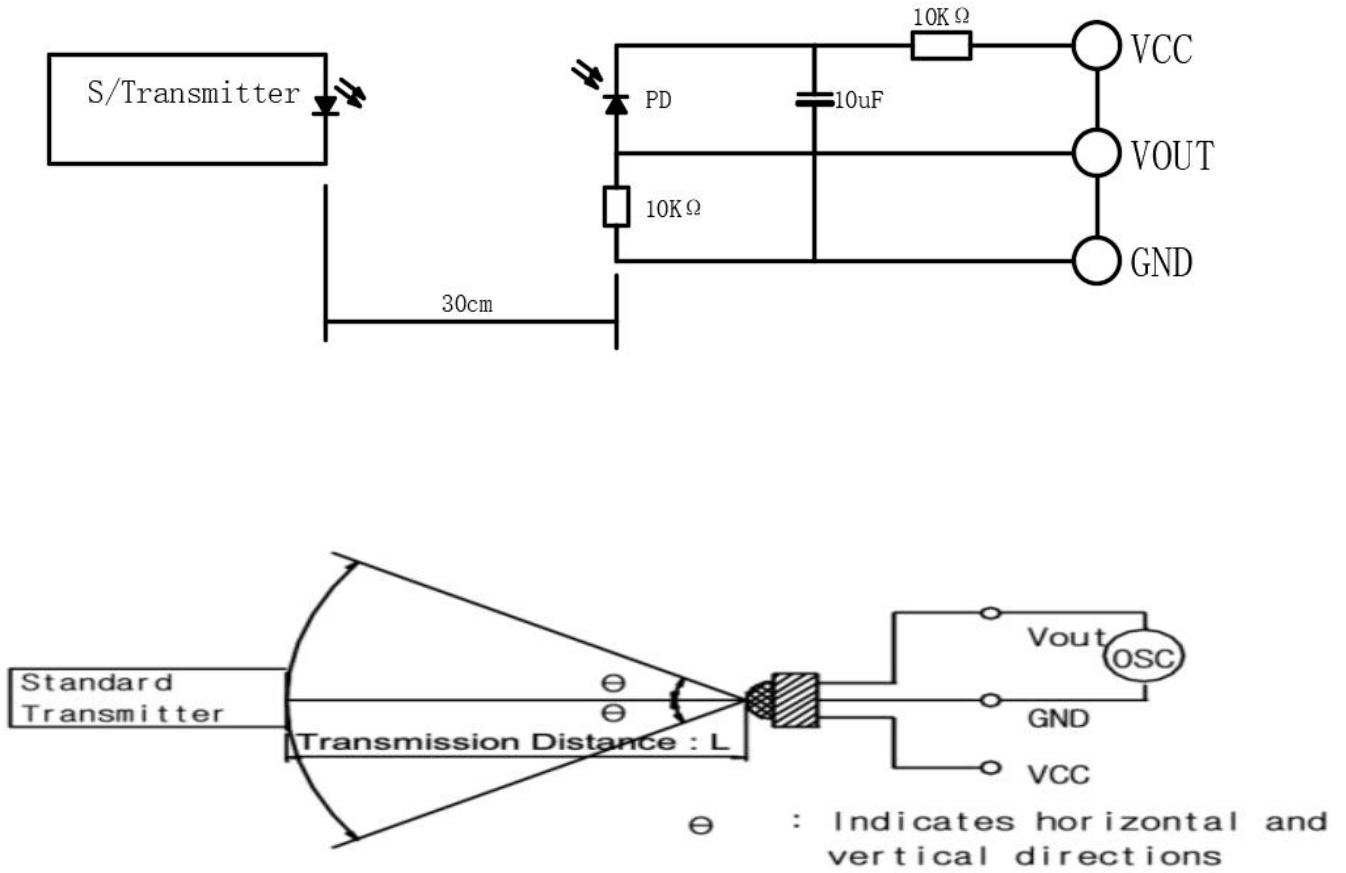 10KΩ
VCC
S/Transmitter
PD
10uF
VOUT
10KΩ
GND
30cm
Standard
Transmitter
Θ
Θ
Transmission Distance : L
Vout
OSC
GND
VCC
Θ : Indicates horizontal and
vertical directions